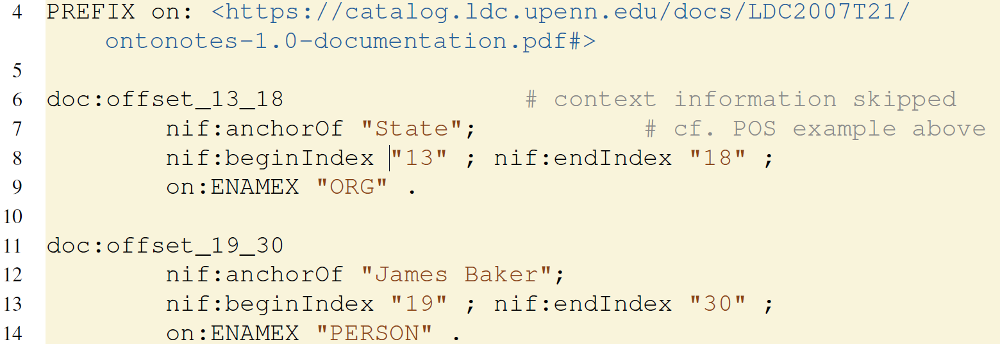 4 PREFIX on: <https://catalog.ldc.upenn.edu/docs/LDC2007T21/
ontonotes-1.0-documentation.pdf#>
5
6 doc:offset_13_18 # context information skipped
7 nif:anchorOf "State"; # cf. POS example above
8 nif:beginIndex "13" ; nif:endIndex "18" ;
9 on:ENAMEX "ORG" .
10
11 doc:offset_19_30
12 nif:anchorOf "James Baker";
13 nif:beginIndex "19" ; nif:endIndex "30" ;
14 on:ENAMEX "PERSON" .